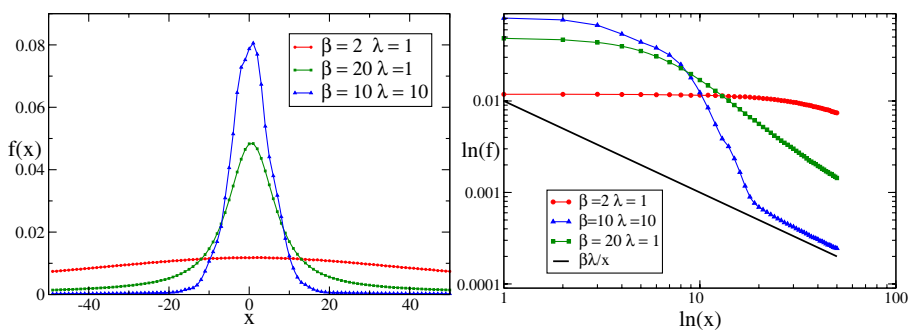 0.08
0.06
0.04
0.02
0
f(x)
-40 -20 0 20 40
x
β = 2 λ = 1
β = 20 λ = 1
β = 10 λ = 10
0.01
0.001
0.0001
ln(f)
1 10 100
ln(x)
β =2 λ = 1
β=10 λ =10
β = 20 λ = 1
βλ/x